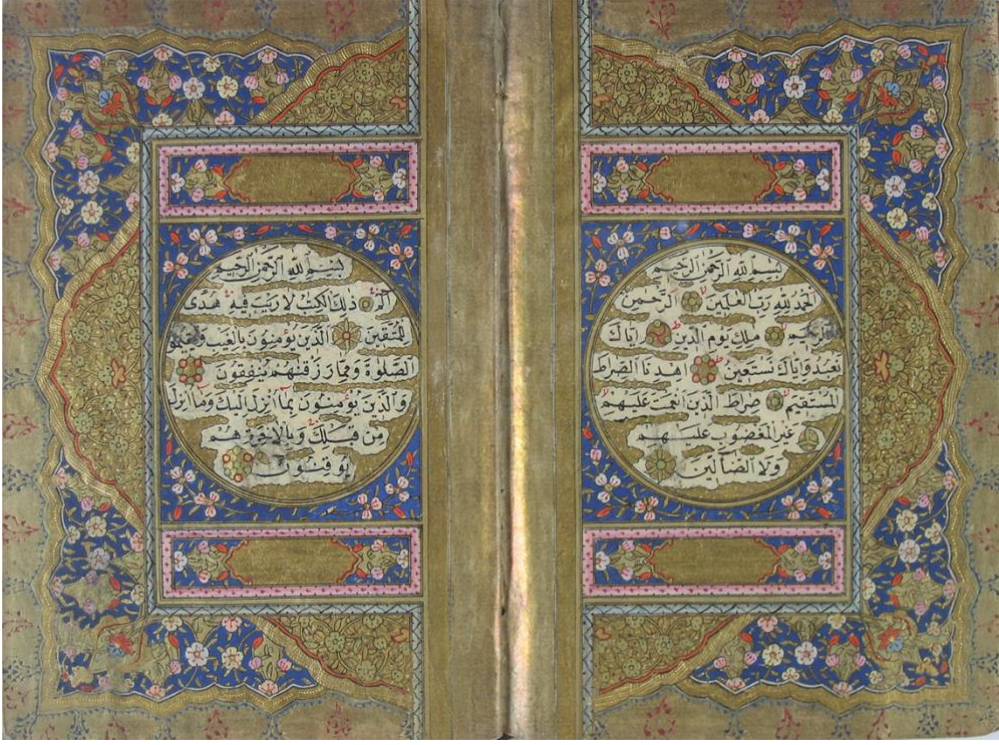 بسم الله الرحمن الرحيم
الحمد لله رب العلمين الرحمن
الرحيم ملك يوم الدين اياك
نعبد واياك نستعين اهدنا الصراط
المستقيم صراط الذين انعمت عليهم
غير المغضوب عليهم
ولا الضالين
بسم الله الرحمن الرحيم
الم ذلك الكتب لا ريب فيه هدى
للمتقين الذين يؤمنون بالغيب ويقيمون
الصلوة ومما رزقنهم ينفقون
والذين يؤمنون بما انزل اليك وما انزل
من قبلك وبالاخرة هم
يوقنون